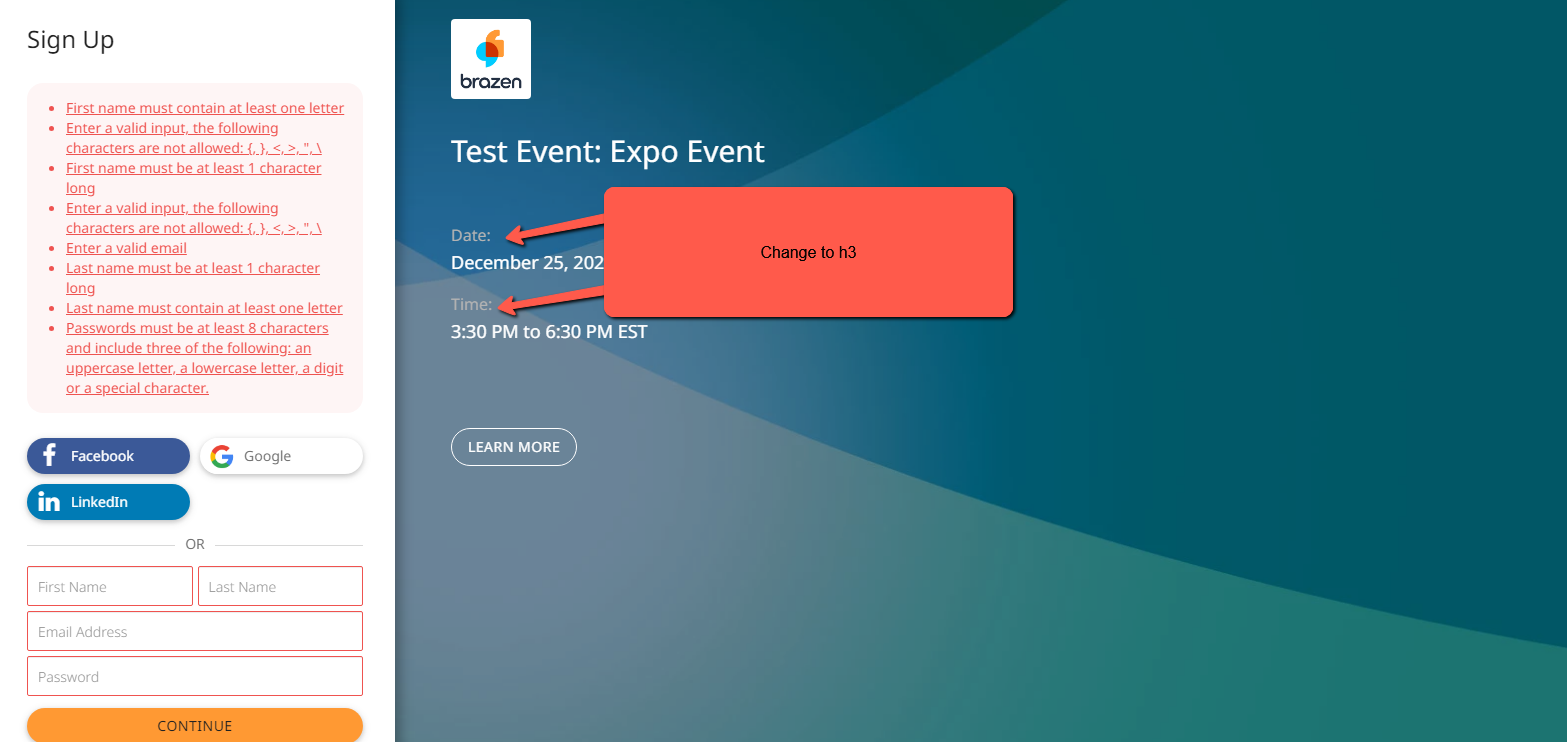 Sign Up
First name must contain at least one letter
Enter a valid input, the following
characters are not allowed: {, }, <, >, ", \
First name must be at least 1 character
long
Enter a valid input, the following
characters are not allowed: {, }, <, >, ", \
Enter a valid email
Last name must be at least 1 character
long
Last name must contain at least one letter
Passwords must be at least 8 characters
and include three of the following: an
uppercase letter, a lowercase letter, a digit
or a special character.
Facebook
Google
LinkedIn
OR
First Name
Last Name
Email Address
Password
CONTINUE
brazen
Test Event: Expo Event
Date:
December 25, 202
Change to h3
Time:
3:30 PM to 6:30 PM EST
LEARN MORE